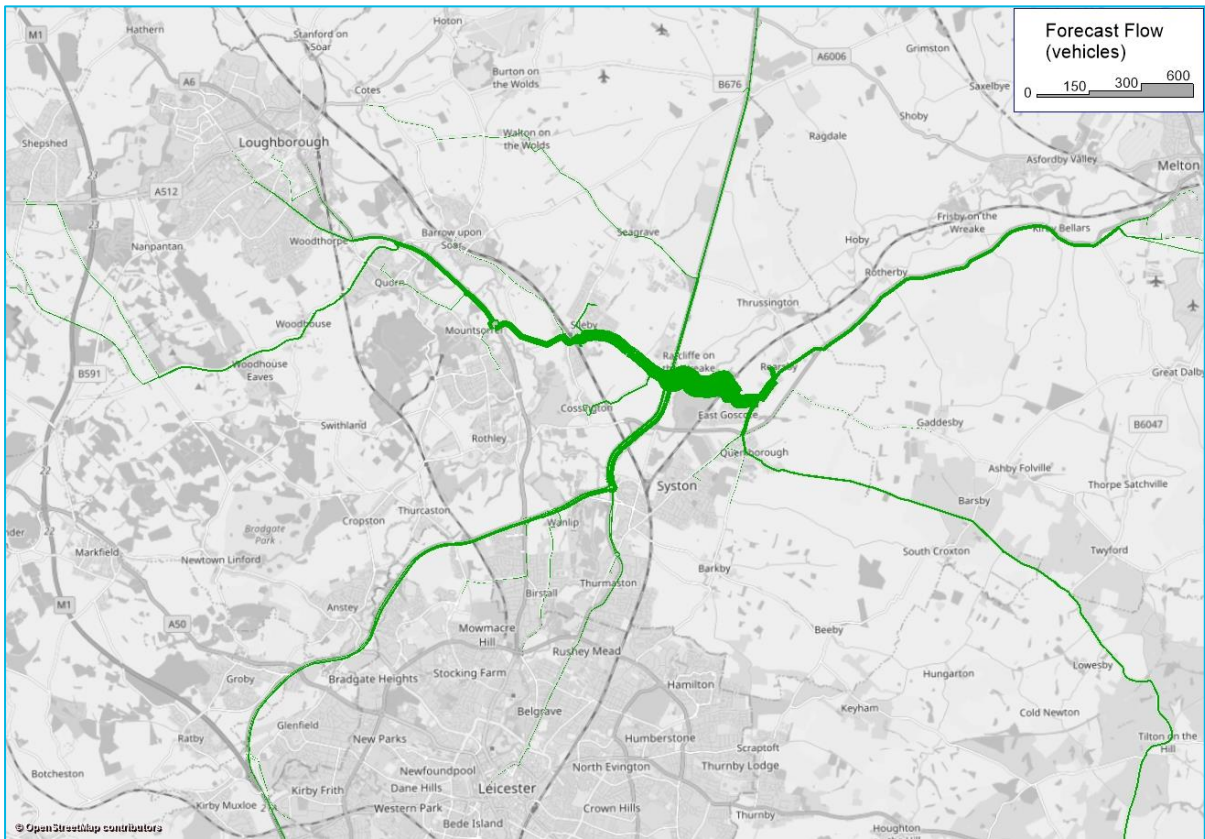 Forecast Flow
(vehicles)
0 150 300 600
M1
Hathern
Hoton
Stanford on
Soar
A6
Burton on
the Wolds
B676
A6006
Grimston
Saxelbye
Shoby
Cotes
Loughborough
Walton on
the Wolds
Ragdale
Asfordby Valley
Melton
Shepshed
23
A512
23
Nanpantan
Woodthorpe
Barrow upon
Soar
Seagrave
Hoby
Frisby on the
Wreake
Kirby Bellars
Rotherby
Quorn
Thrussington
Woodhouse
Mountsorrel
Sileby
B591
Woodhouse
Eaves
Ratcliffe on
the Wreake
Rearsby
Great Dalby
Cossington
East Goscote
Gaddesby
B6047
Swithland
Rothley
Queniborough
22
Syston
Ashby Folville
Thorpe Satchville
Barsby
Thurcaston
Cropston
Wanlip
22
Bradgate
Park
Markfield
Newtown Linford
South Croxton
Twyford
Barkby
Thurmaston
Birstall
M1
Anstey
A50
Mowmacre
Hill
Beeby
Rushey Mead
Lowesby
Groby
Bradgate Heights
Stocking Farm
Hamilton
Hungarton
Keyham
Cold Newton
Belgrave
Glenfield
Ratby
New Parks
Humberstone
Scraptoft
Tilton on the
Hill
Botcheston
Newfoundpool
North Evington
Thurnby Lodge
Kirby Muxloe
Kirby Frith
Dane Hills
Leicester
Western Park
Crown Hills
Thurnby
Bede Island
Houghton
© OpenStreetMap contributors